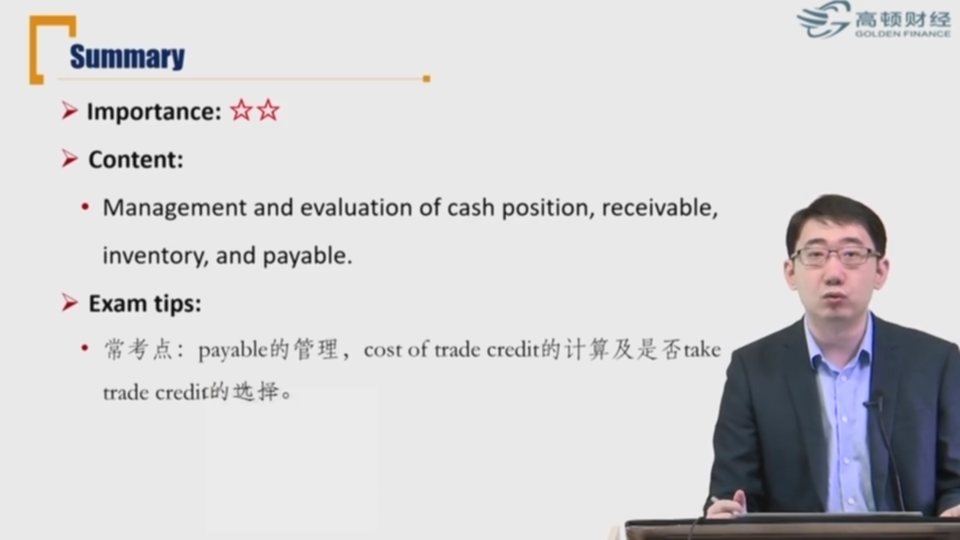 高顿财经
GOLDEN FINANCE
Summary
Importance: ☆☆
Content:
Management and evaluation of cash position, receivable,
inventory, and payable.
Exam tips:
常考点：payable的管理，cost of trade credit的计算及是否take
trade credit的选择。